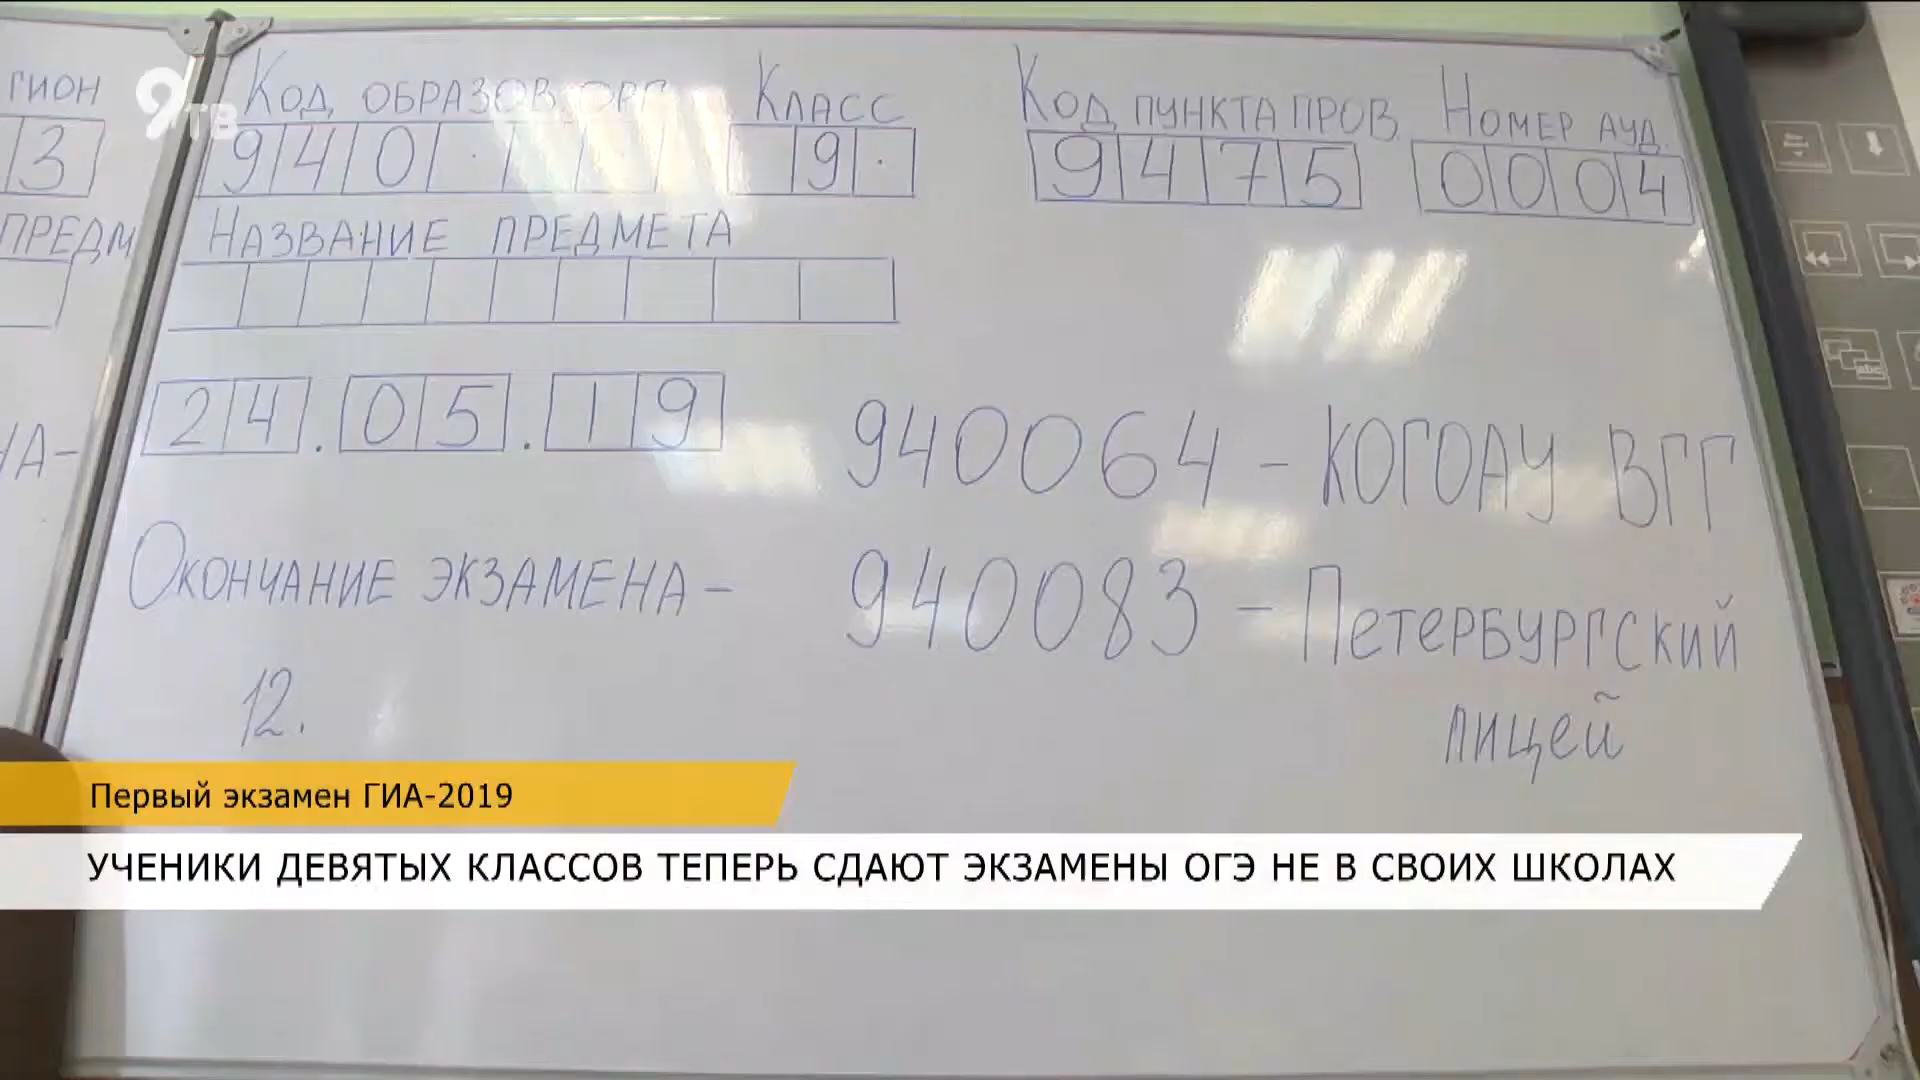 9ТВ
ГИОН
КОД ОБРАЗОВ. ОРГ
КЛАСС
КОД ПУНКТА ПРОВ.
НОМЕР АУД.
3
940
9
9475
0004
ПРЕДМ
НАЗВАНИЕ ПРЕДМЕТА
24.05.19
940064 - КОГОАУ ВГГ
НА-
ОКОНЧАНИЕ ЭКЗАМЕНА -
940083 - ПЕТЕРБУРГСКИЙ
лицей
12.
Первый экзамен ГИА-2019
УЧЕНИКИ ДЕВЯТЫХ КЛАССОВ ТЕПЕРЬ СДАЮТ ЭКЗАМЕНЫ ОГЭ НЕ В СВОИХ ШКОЛАХ
abc